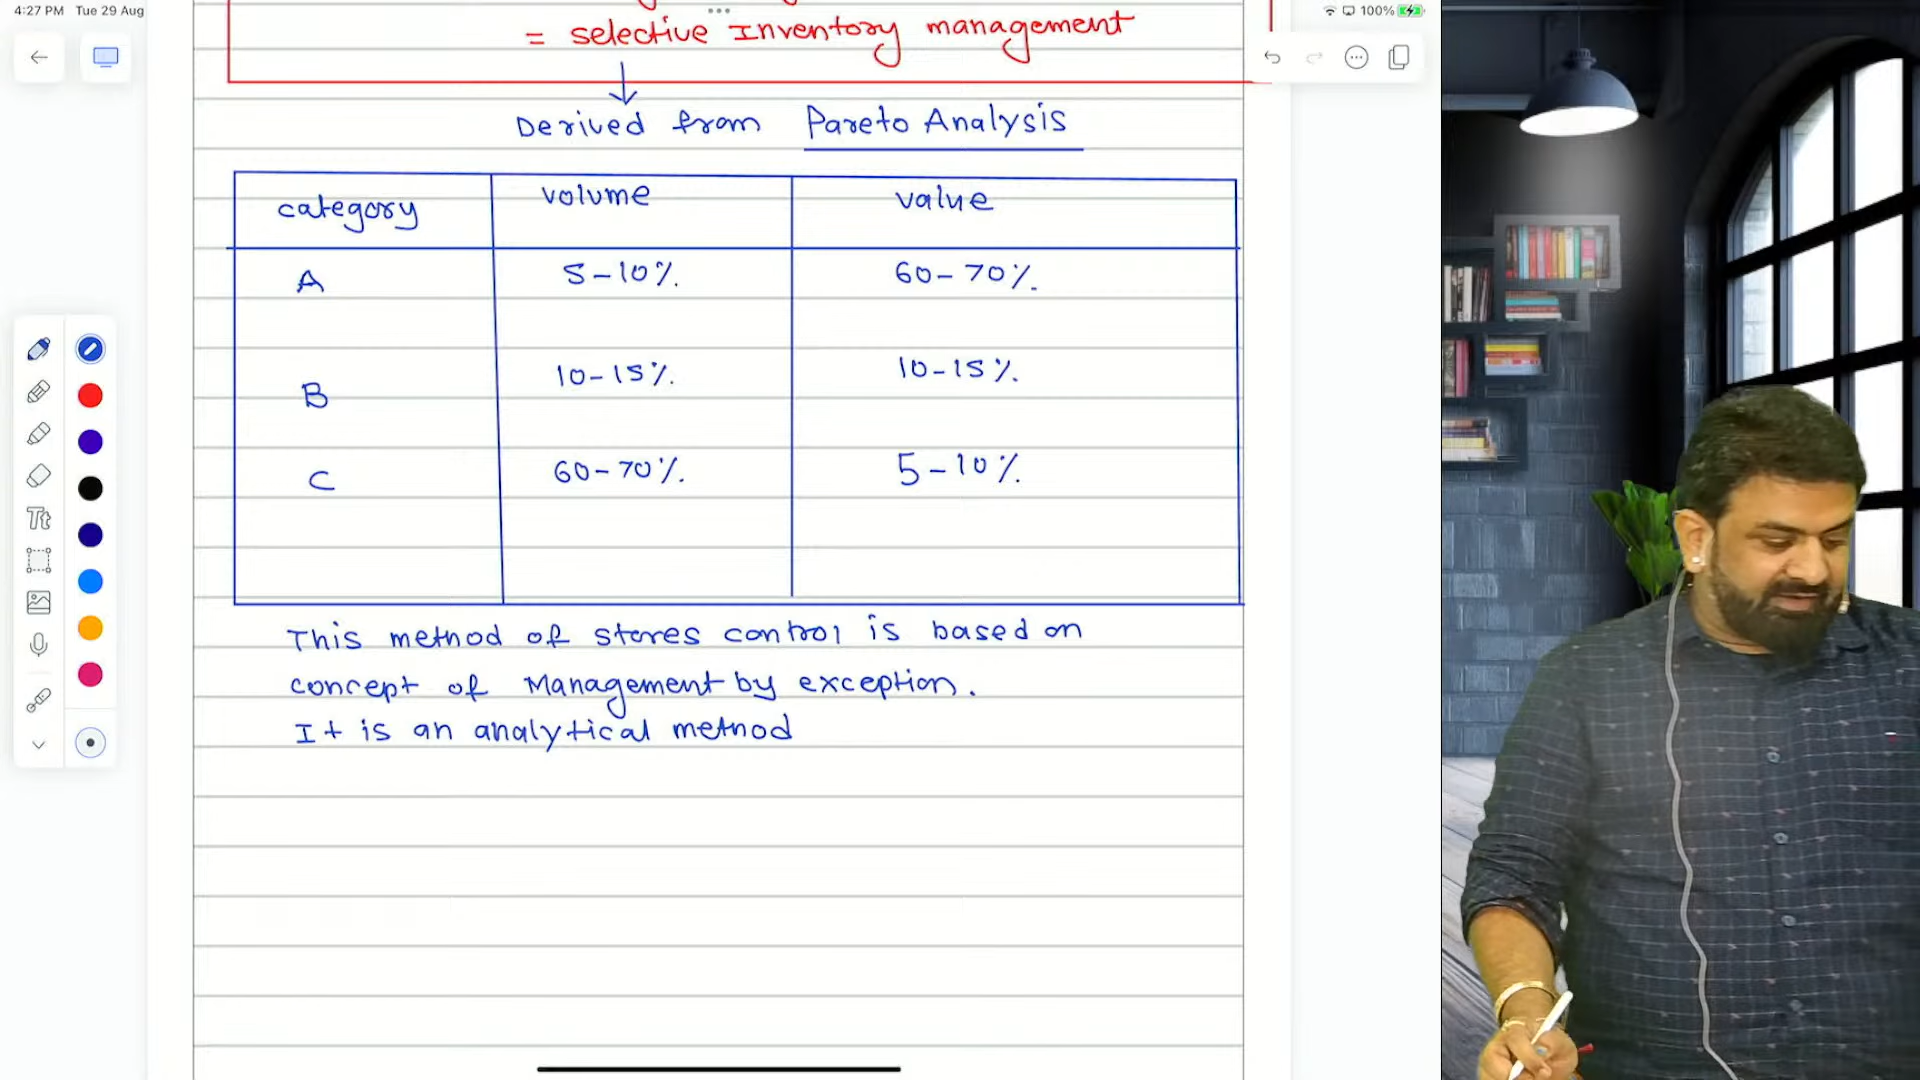 4:27 PM Tue 29 Aug
100%
= selective Inventory management
Derived from Pareto Analysis
category volume value
A 5-10%. 60-70%.
B 10-15%. 10-15%.
C 60-70%. 5-10%.
This method of stores control is based on
concept of Management by exception.
It is an analytical method
Tt